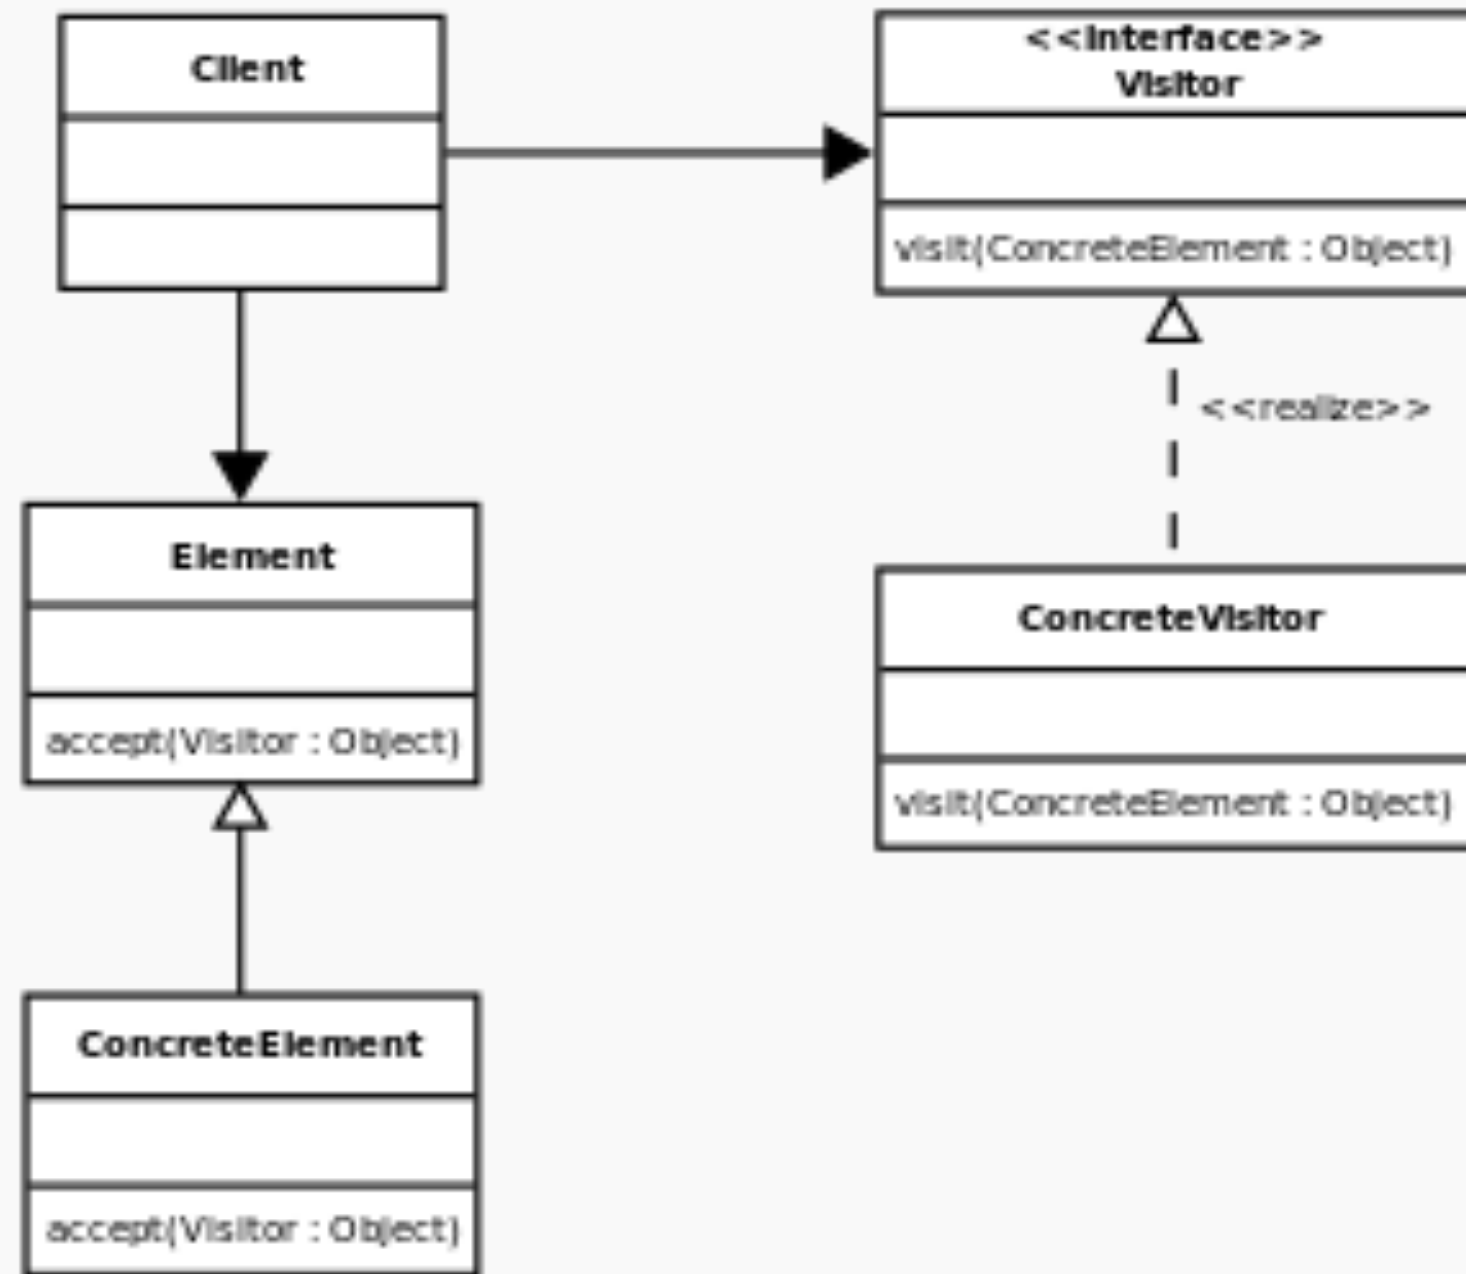 Client
<<interface>>
Visitor
visit(ConcreteElement : Object)
<<realize>>
Element
accept(Visitor : Object)
ConcreteVisitor
visit(ConcreteElement : Object)
ConcreteElement
accept(Visitor : Object)